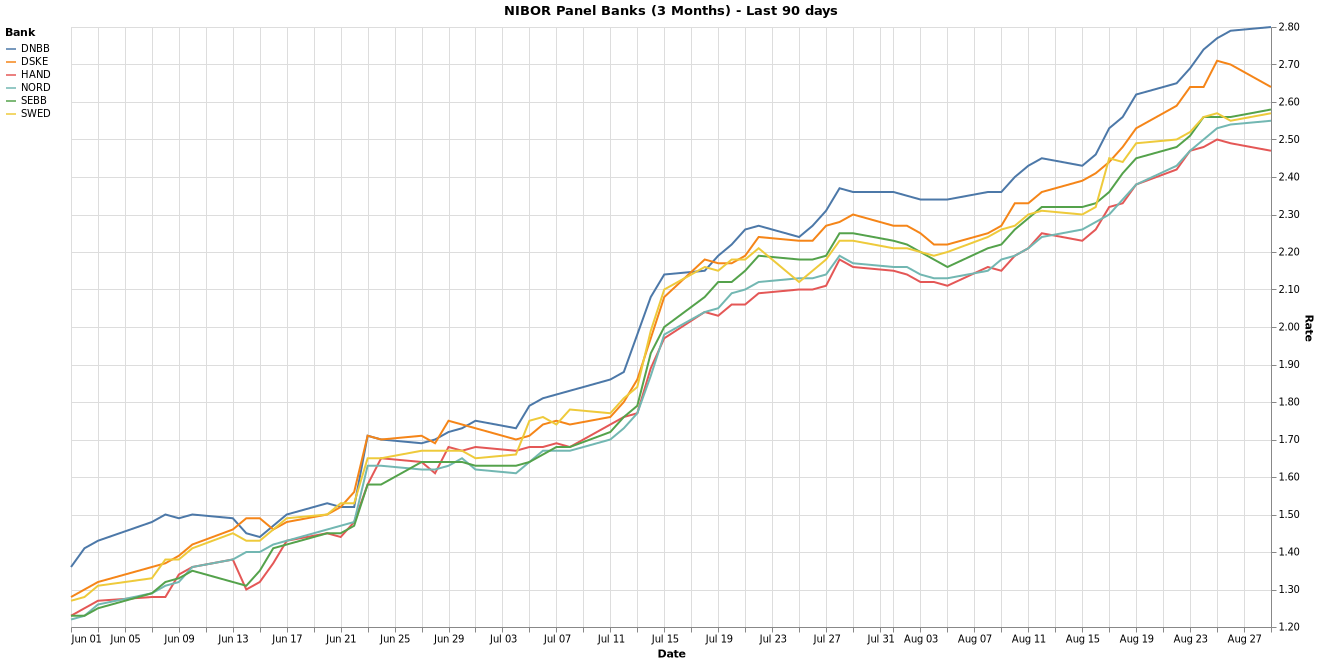 NIBOR Panel Banks (3 Months) - Last 90 days
Bank
DNBB
DSKE
HAND
NORD
SEBB
SWED
2.80
2.70
2.60
2.50
2.40
2.30
2.20
2.10
2.00
1.90
1.80
1.70
1.60
1.50
1.40
1.30
1.20
Rate
Jun 01 Jun 05 Jun 09 Jun 13 Jun 17 Jun 21 Jun 25 Jun 29 Jul 03 Jul 07 Jul 11 Jul 15 Jul 19 Jul 23 Jul 27 Jul 31 Aug 03 Aug 07 Aug 11 Aug 15 Aug 19 Aug 23 Aug 27
Date